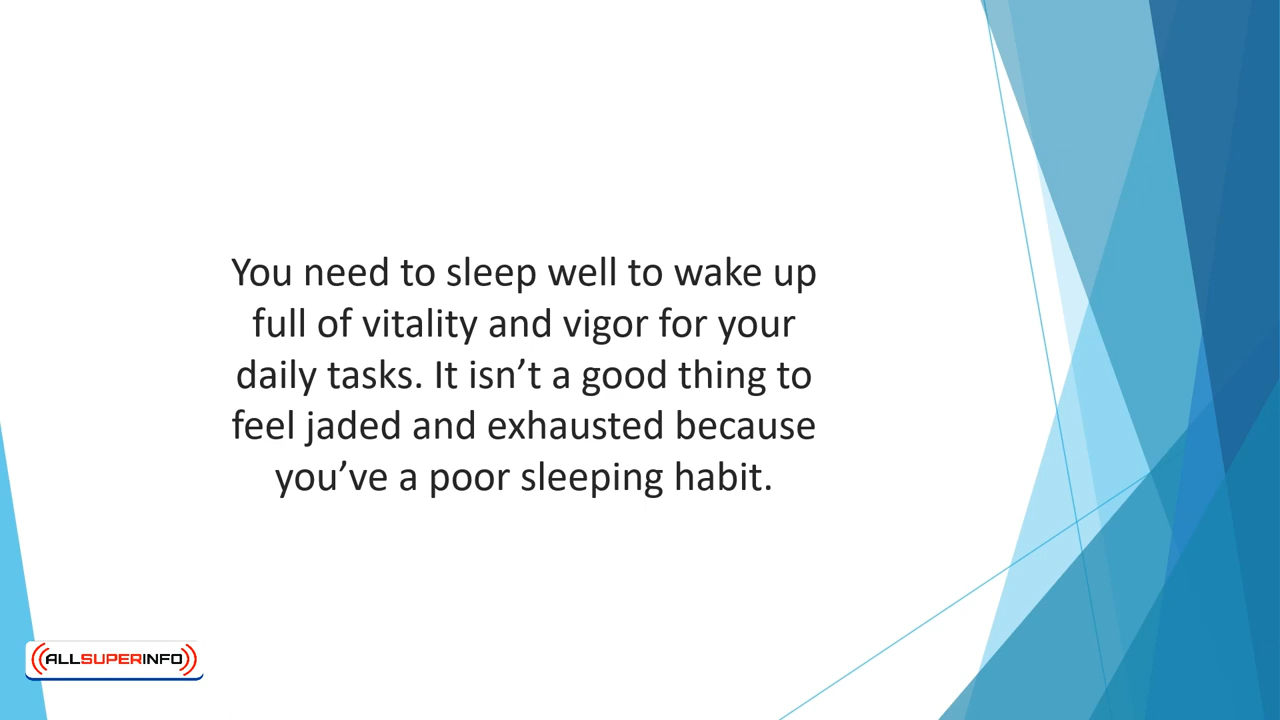 You need to sleep well to wake up
full of vitality and vigor for your
daily tasks. It isn’t a good thing to
feel jaded and exhausted because
you’ve a poor sleeping habit.
ALLSUPERINFO